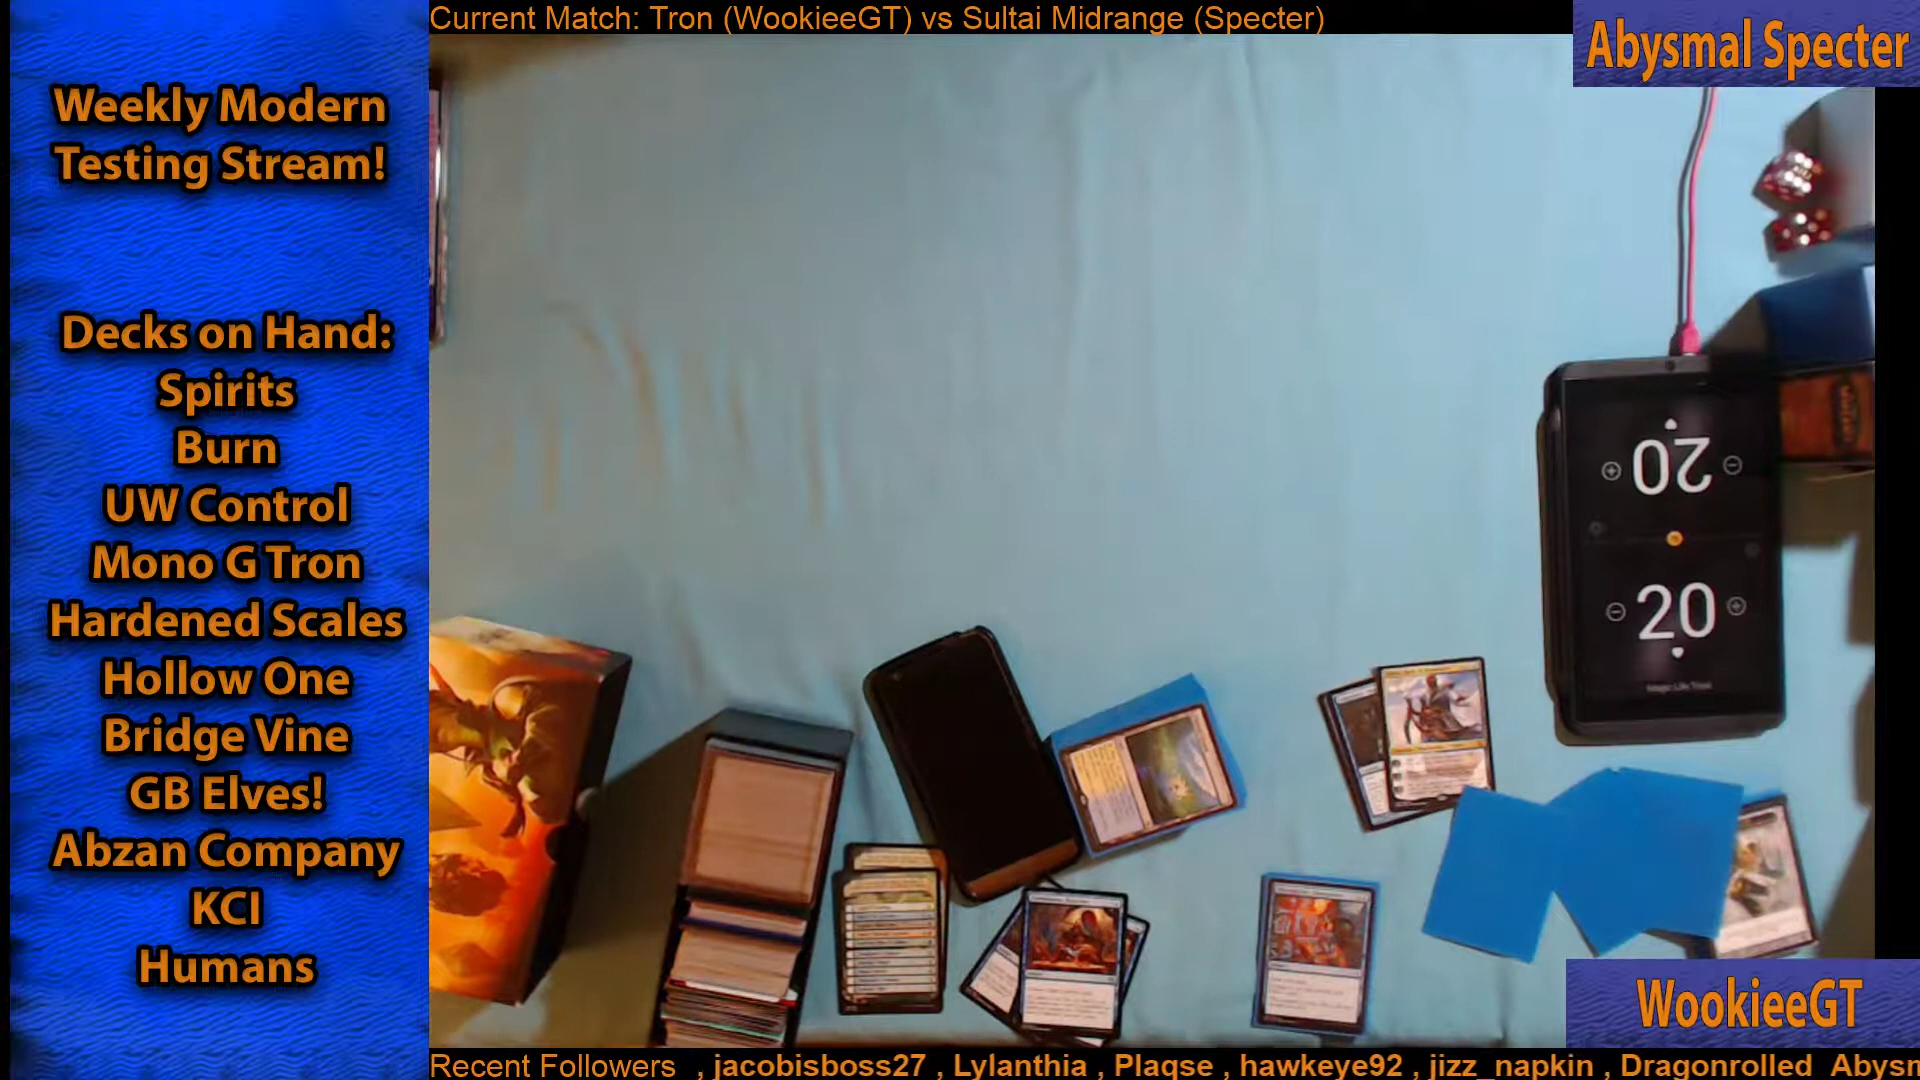 Current Match: Tron (WookieeGT) vs Sultai Midrange (Specter)
Abysmal Specter
Weekly Modern
Testing Stream!
Decks on Hand:
Spirits
Burn
UW Control
Mono G Tron
Hardened Scales
Hollow One
Bridge Vine
GB Elves!
Abzan Company
KCI
Humans
20
20
WookieeGT
Recent Followers , jacobisboss27 , Lylanthia , Plaqse , hawkeye92 , jizz_napkin , Dragonrolled Abysm